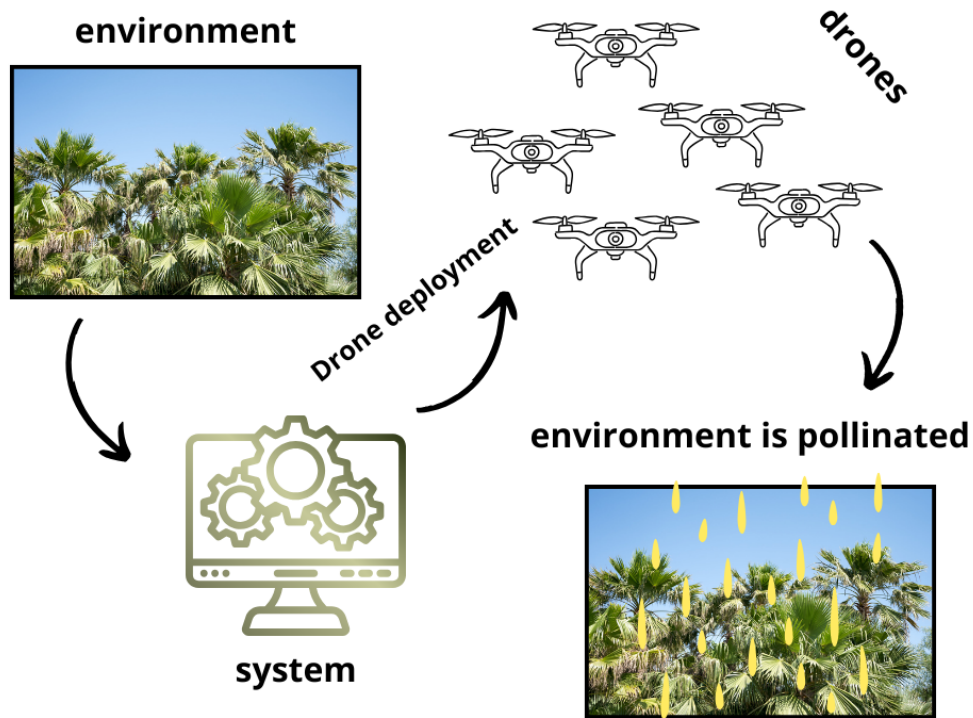 environment
drones
Drone deployment
environment is pollinated
system